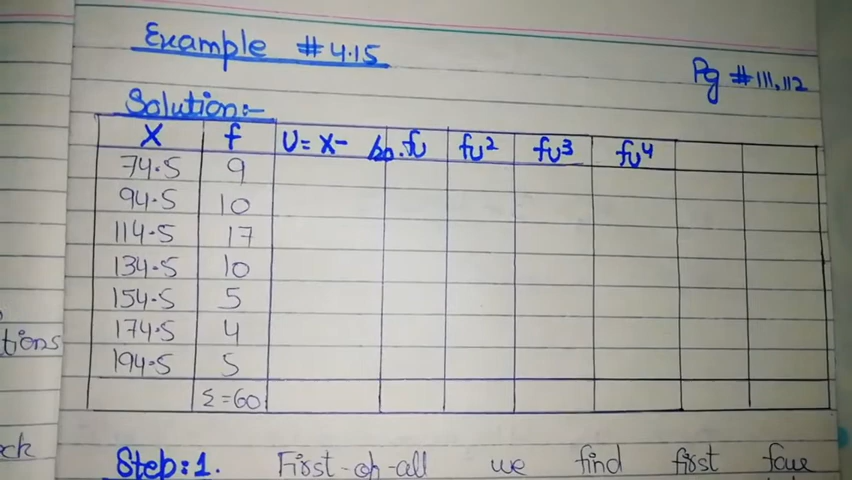 Example #4.15
Pg #111,112
Solution:-
X f U = X- fu fu² fu³ fu⁴
74.5 9
94.5 10
114.5 17
134.5 10
154.5 5
174.5 4
194.5 5
Σ=60
tions
ck
Step:1. First-oh-all we find first four